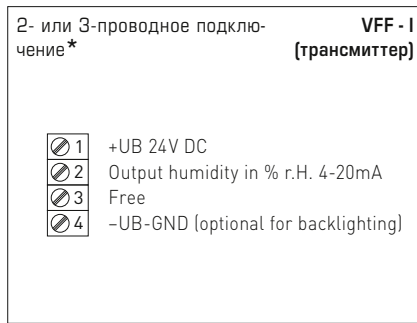 2- или 3-проводное подклю-
чение*
VFF - I
(трансмиттер)
1 +UB 24V DC
2 Output humidity in % r.H. 4-20mA
3 Free
4 –UB-GND (optional for backlighting)